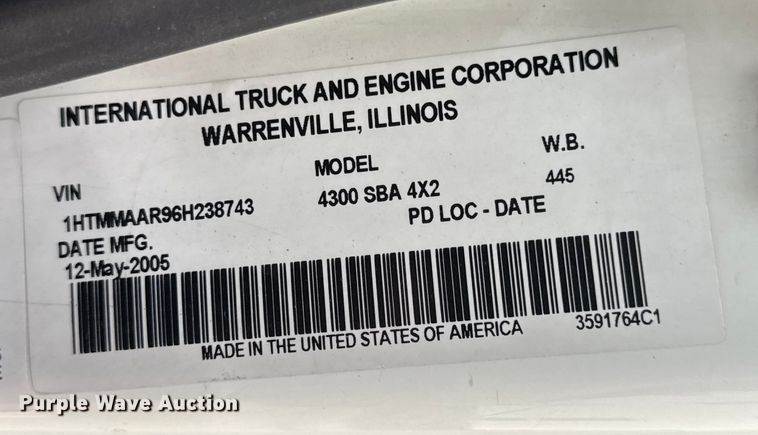 INTERNATIONAL TRUCK AND ENGINE CORPORATION
WARRENVILLE, ILLINOIS
VIN MODEL W.B.
1HTMMAAR96H238743 4300 SBA 4X2 445
DATE MFG. PD LOC - DATE
12-May-2005
MADE IN THE UNITED STATES OF AMERICA 3591764C1
Purple Wave Auction